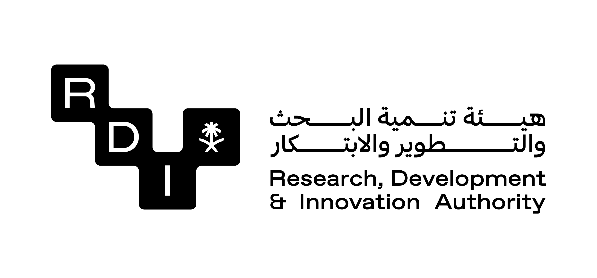 R
D
I
هيئة تنمية البحث
والتطوير والابتكار
Research, Development
& Innovation Authority